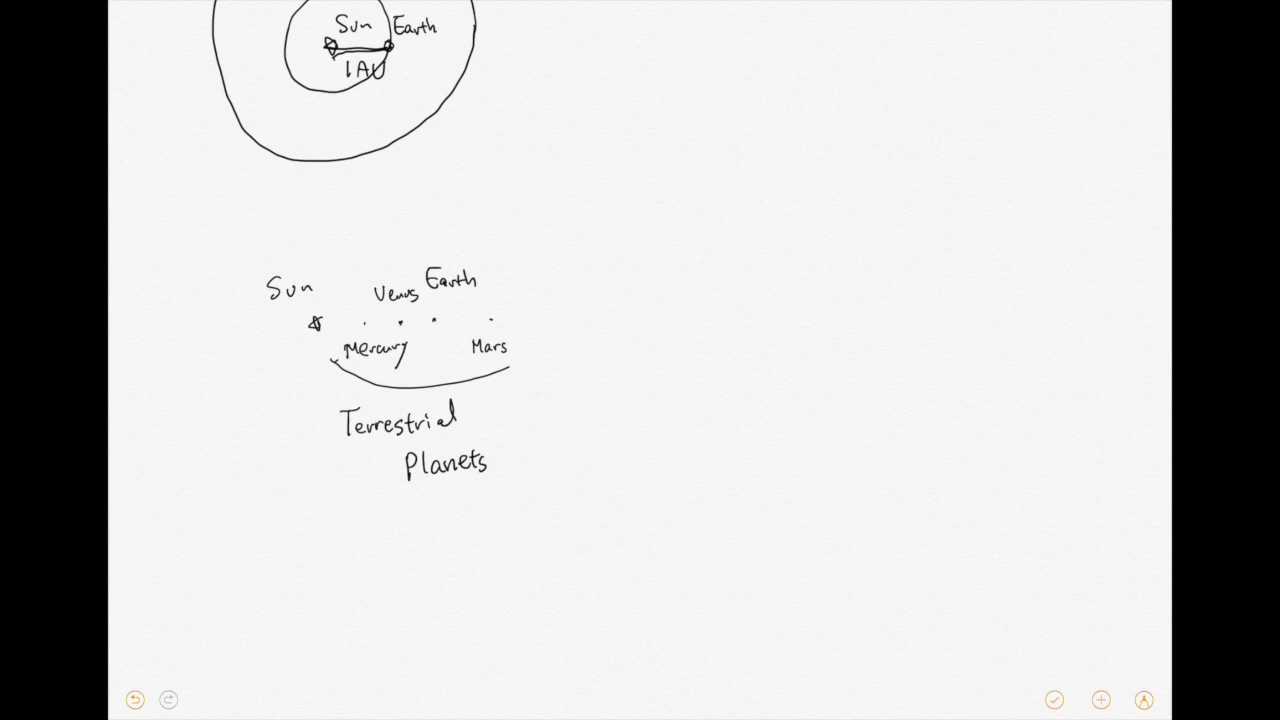 Sun Earth
1AU
Sun Venus Earth
Mercury Mars
Terrestrial
Planets